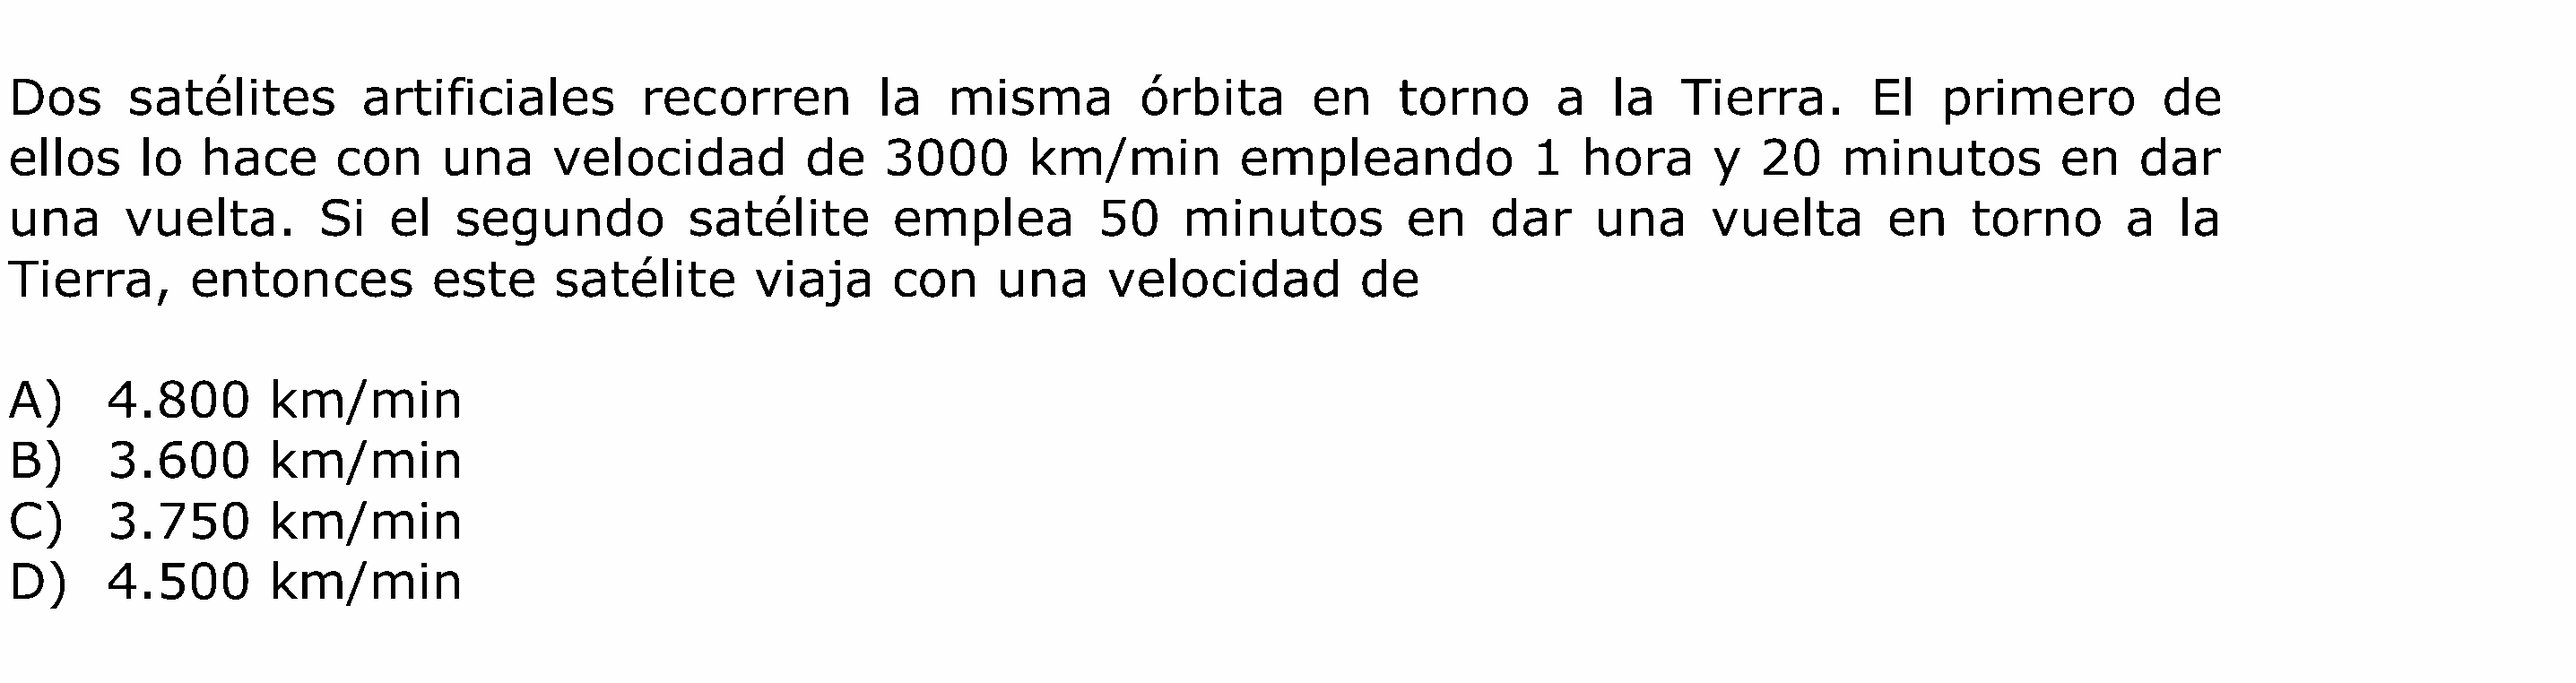 Dos satélites artificiales recorren la misma órbita en torno a la Tierra. El primero de
ellos lo hace con una velocidad de 3000 km/min empleando 1 hora y 20 minutos en dar
una vuelta. Si el segundo satélite emplea 50 minutos en dar una vuelta en torno a la
Tierra, entonces este satélite viaja con una velocidad de
A) 4.800 km/min
B) 3.600 km/min
C) 3.750 km/min
D) 4.500 km/min